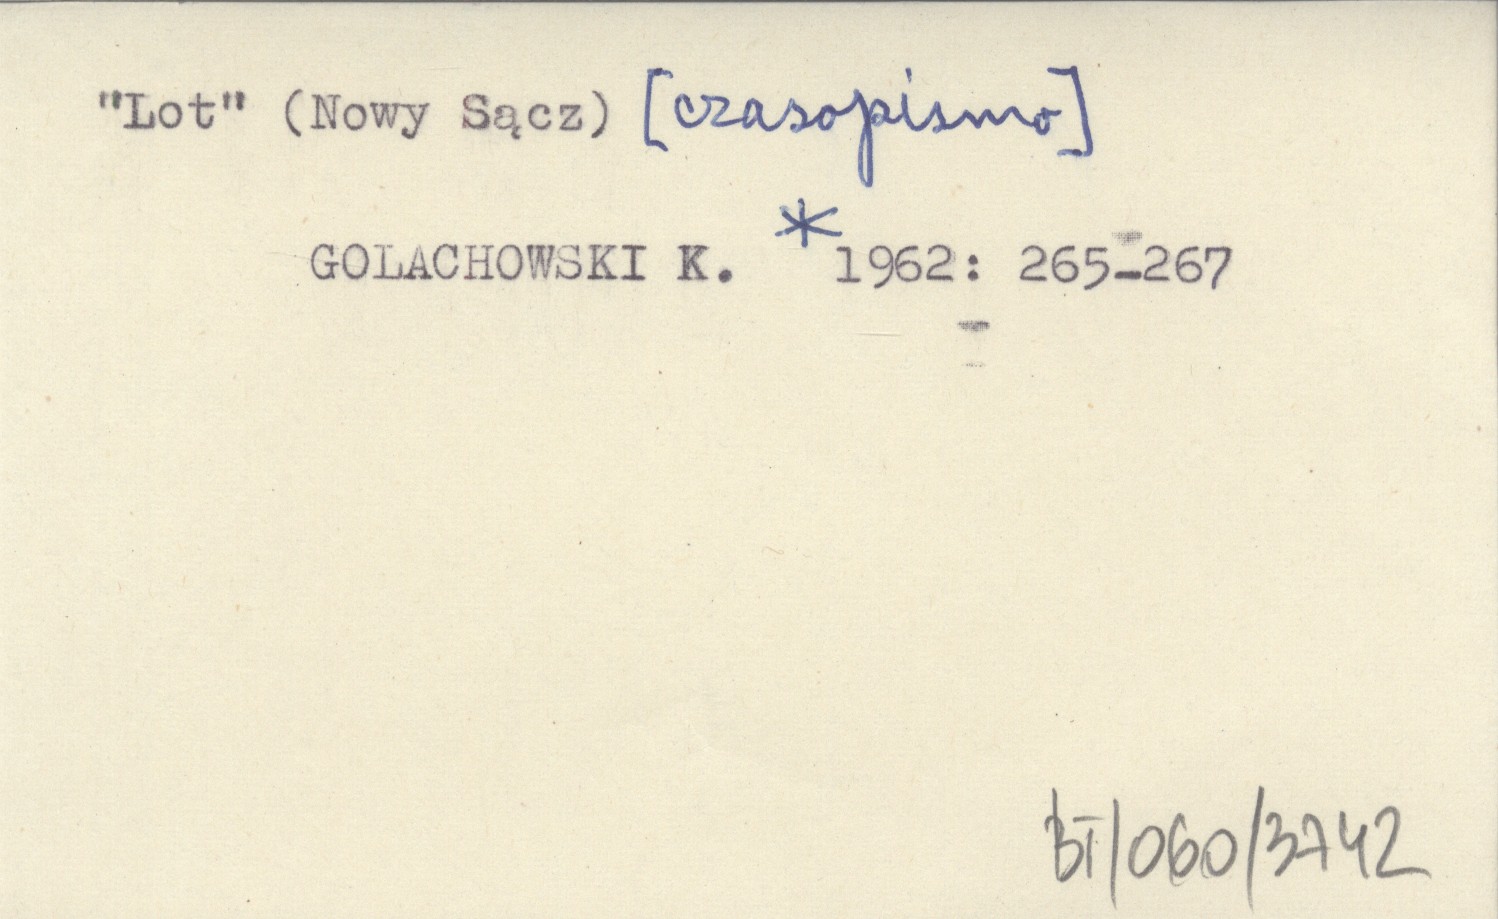 "Lot" (Nowy Sącz) [czasopismo]
GOLACHOWSKI K. *1962: 265-267
BI/060/3742